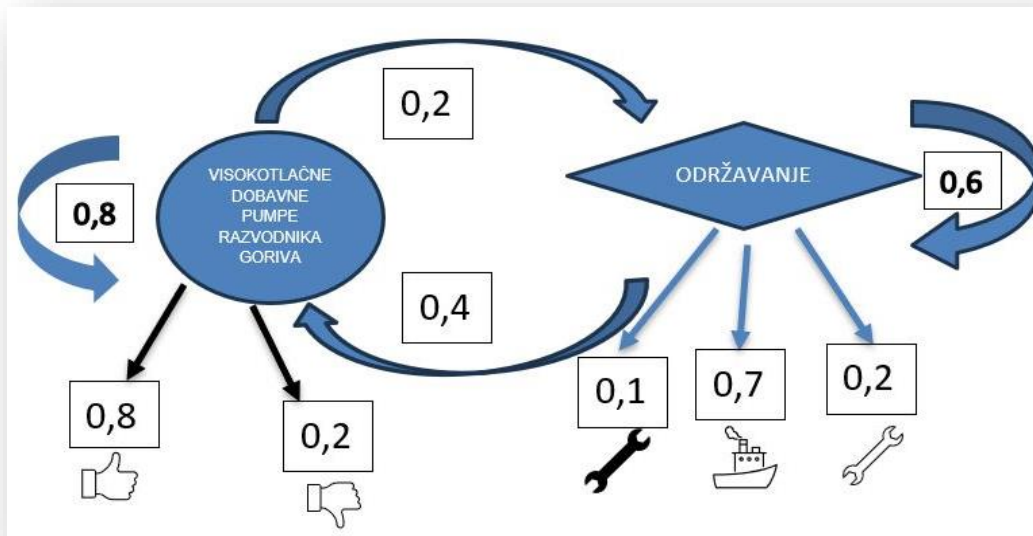 0,2
0,8
VISOKOTLAČNE
DOBAVNE
PUMPE
RAZVODNIKA
GORIVA
ODRŽAVANJE
0,6
0,4
0,8
0,2
0,1
0,7
0,2